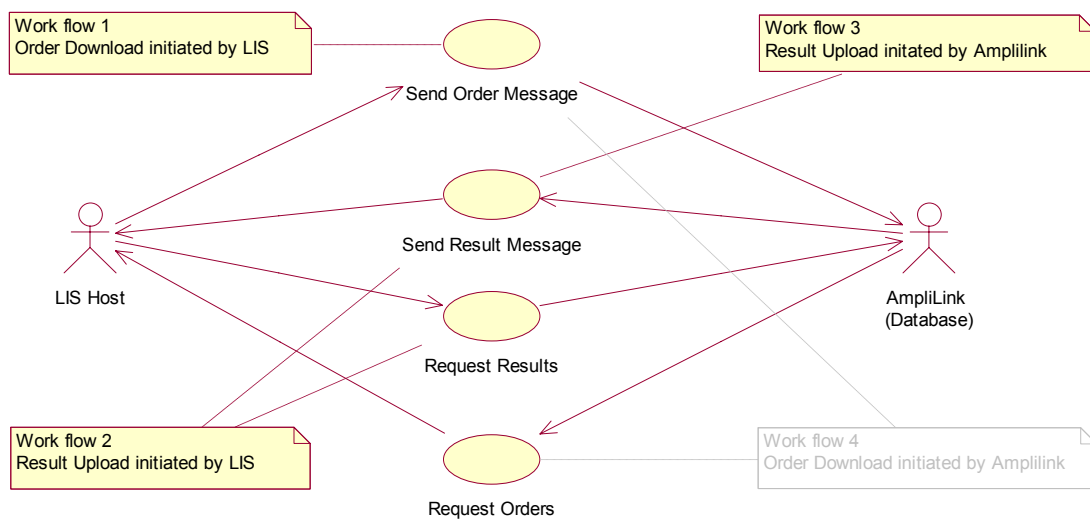 Work flow 1
Order Download initiated by LIS
Work flow 3
Result Upload initated by Amplilink
Send Order Message
Send Result Message
LIS Host
AmpliLink
(Database)
Request Results
Work flow 2
Result Upload initiated by LIS
Work flow 4
Order Download initiated by Amplilink
Request Orders